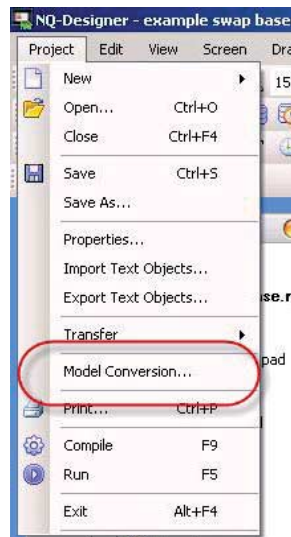 NQ-Designer - example swap base
Project Edit View Screen Dra
New
15
Open... Ctrl+O
Close Ctrl+F4
Save Ctrl+S
Save As...
Properties...
Import Text Objects...
Export Text Objects...
Transfer
Model Conversion...
pad
Print... Ctrl+P
Compile F9
Run F5
Exit Alt+F4